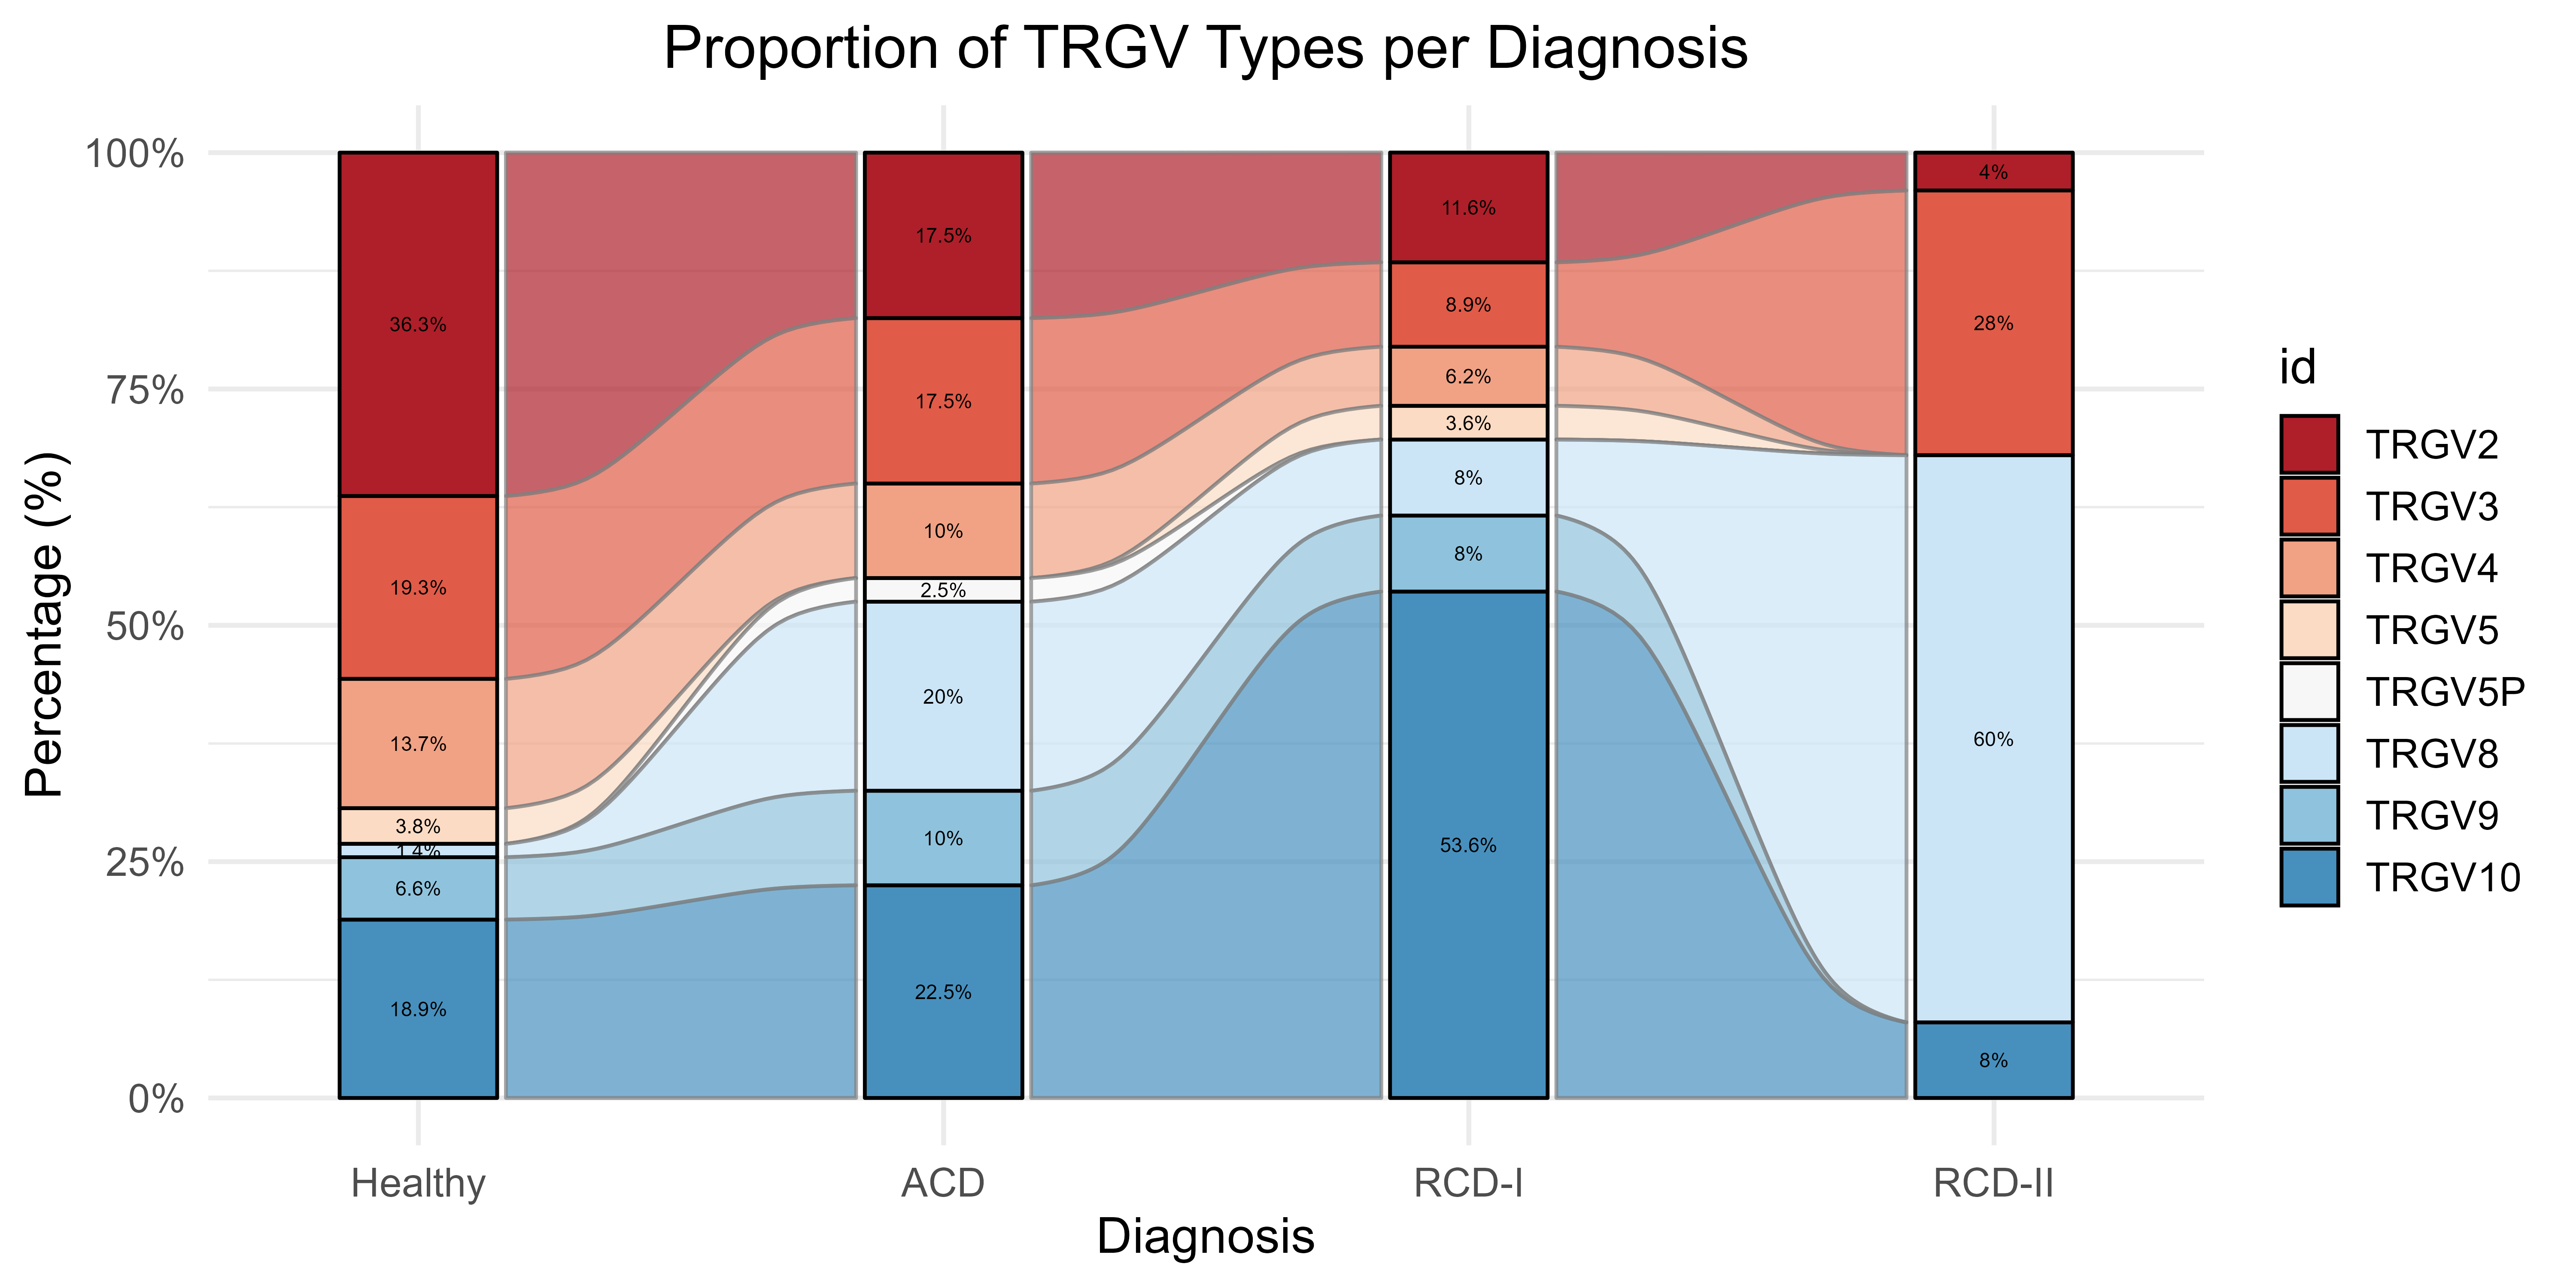 Proportion of TRGV Types per Diagnosis
Percentage (%)
100%
75%
50%
25%
0%
36.3%
19.3%
13.7%
3.8%
1.4%
6.6%
18.9%
17.5%
17.5%
10%
2.5%
20%
10%
22.5%
11.6%
8.9%
6.2%
3.6%
8%
8%
53.6%
4%
28%
60%
8%
Healthy
ACD
RCD-I
RCD-II
Diagnosis
id
TRGV2
TRGV3
TRGV4
TRGV5
TRGV5P
TRGV8
TRGV9
TRGV10